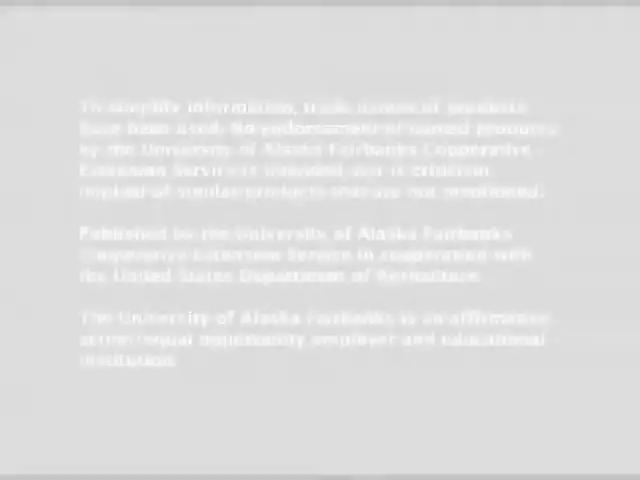 To simplify information, trade names of products
have been used. No endorsement of named products
by the University of Alaska Fairbanks Cooperative
Extension Service is intended, nor is criticism
implied of similar products that are not mentioned.
Published by the University of Alaska Fairbanks
Cooperative Extension Service in cooperation with
the United States Department of Agriculture.
The University of Alaska Fairbanks is an affirmative
action/equal opportunity employer and educational
institution.